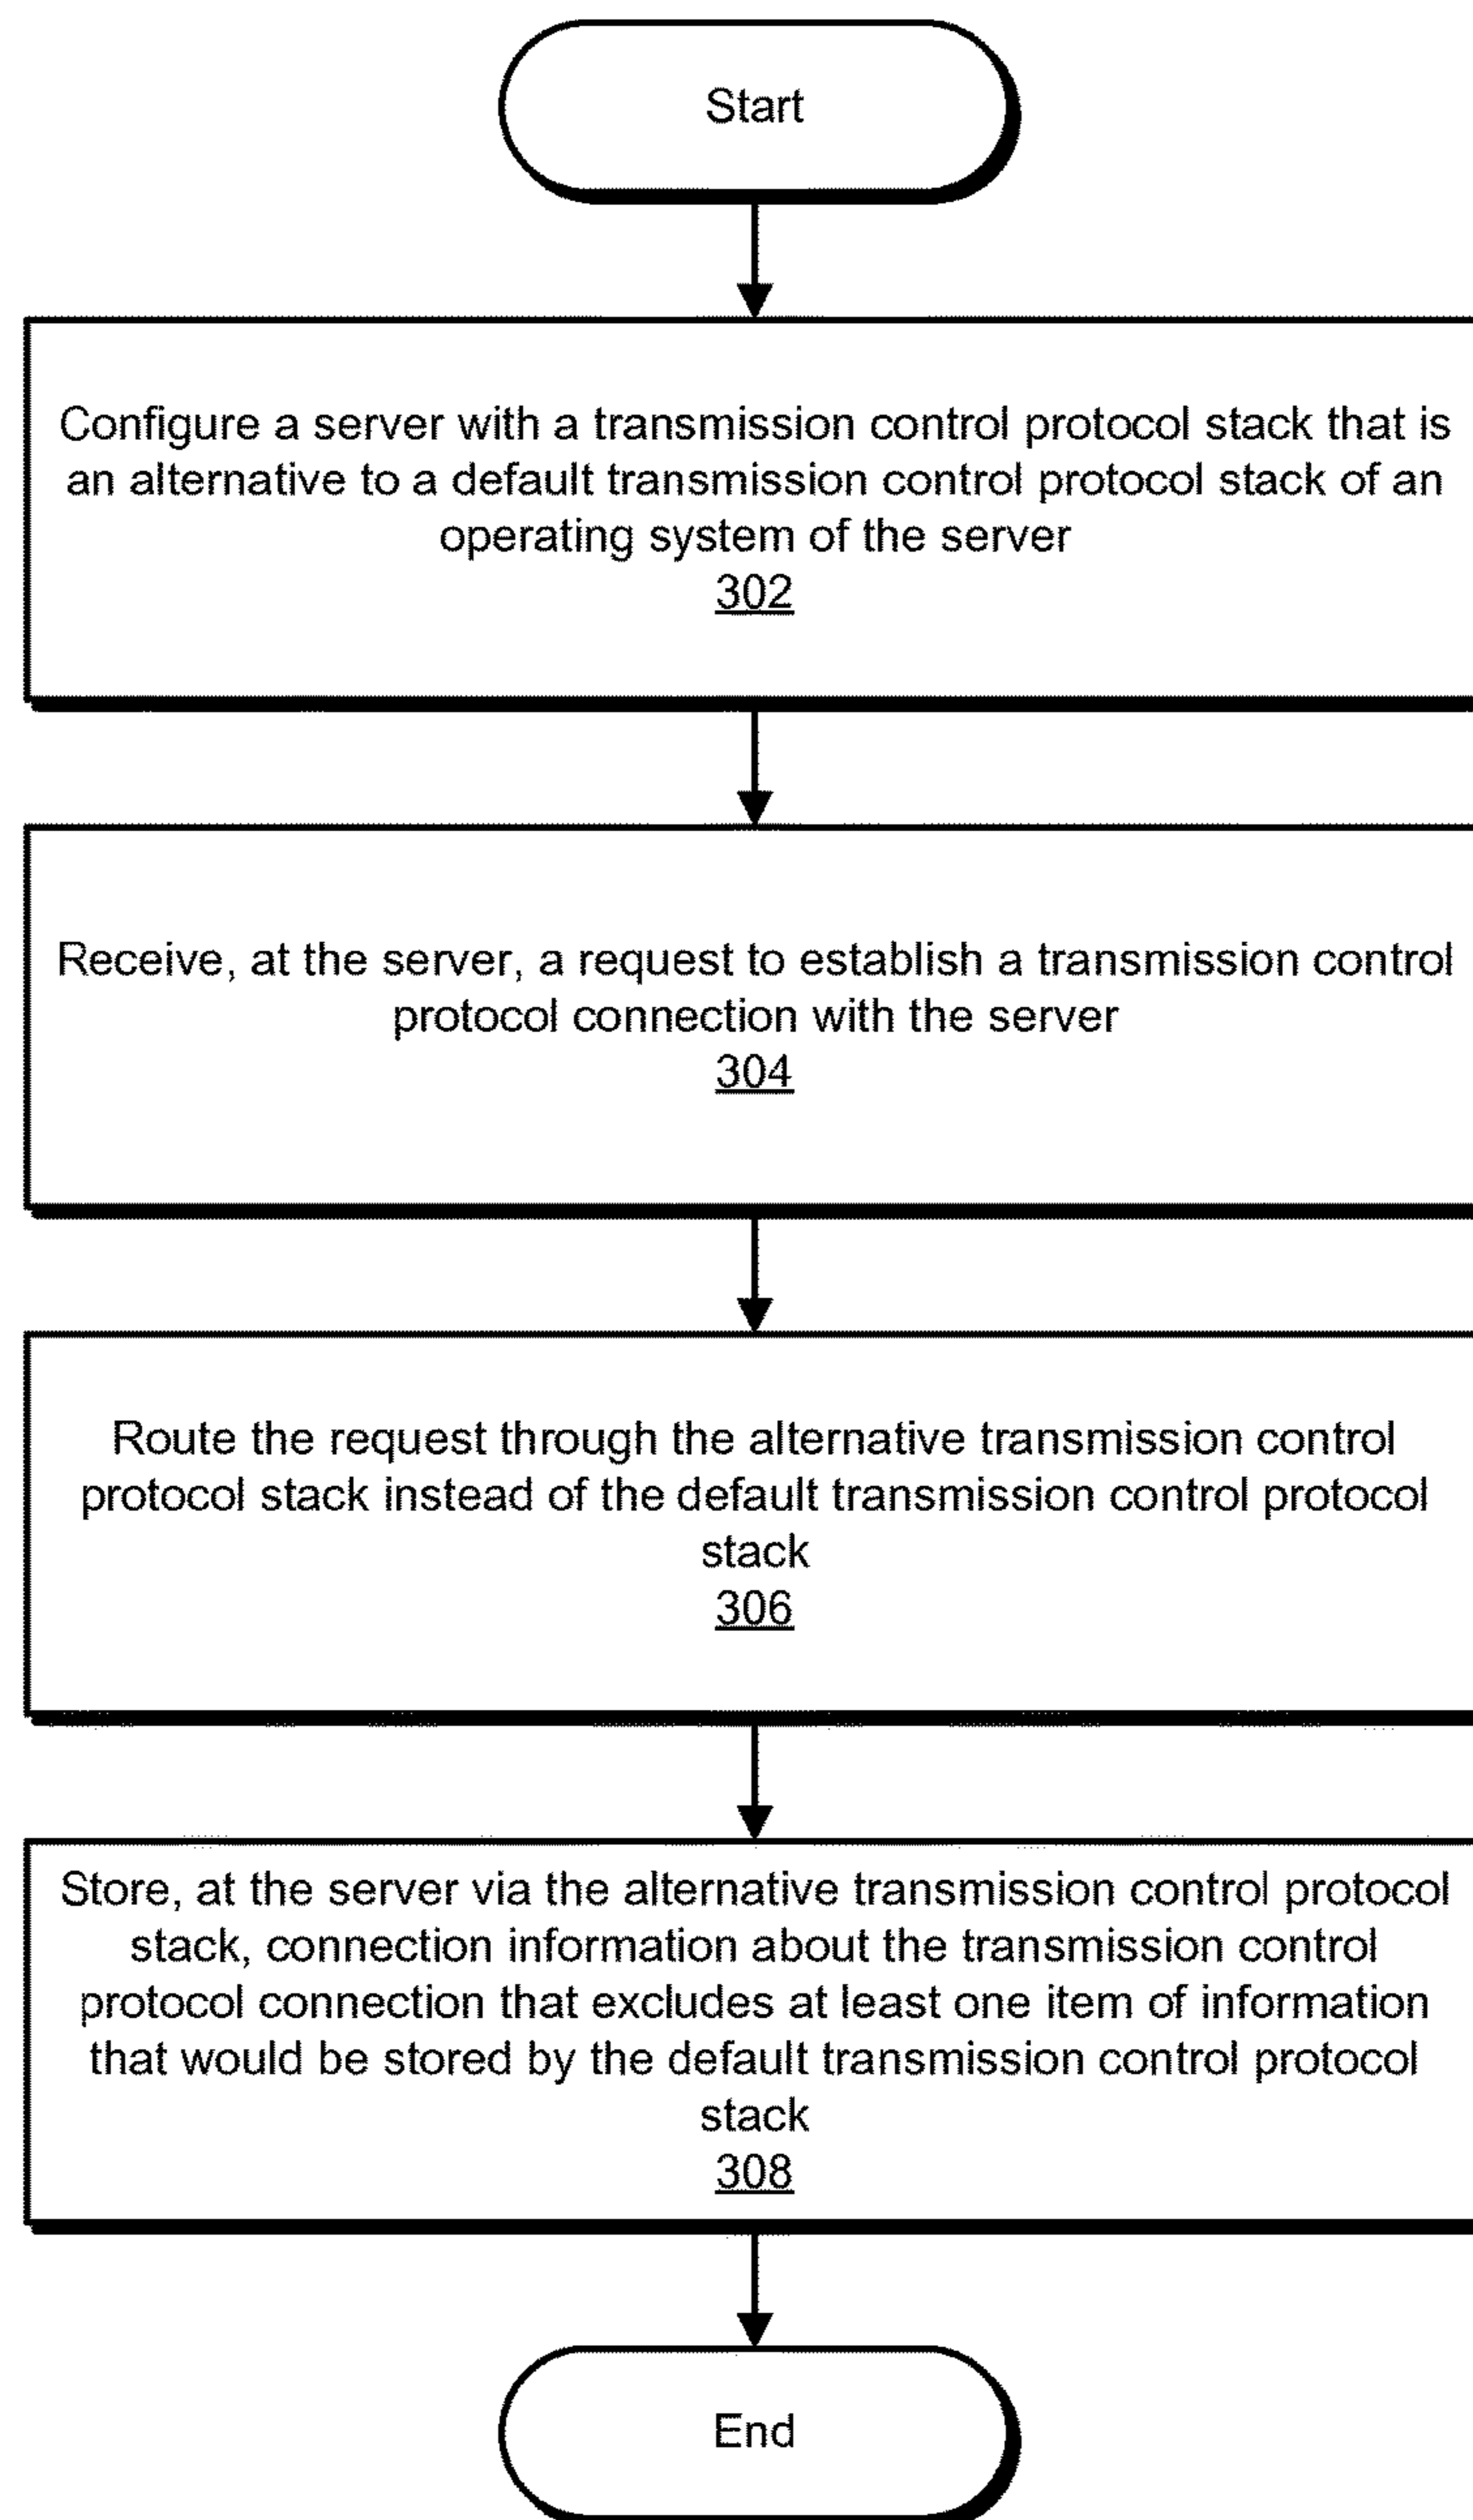 Start
Configure a server with a transmission control protocol stack that is
an alternative to a default transmission control protocol stack of an
operating system of the server
302
Receive, at the server, a request to establish a transmission control
protocol connection with the server
304
Route the request through the alternative transmission control
protocol stack instead of the default transmission control protocol
stack
306
Store, at the server via the alternative transmission control protocol
stack, connection information about the transmission control
protocol connection that excludes at least one item of information
that would be stored by the default transmission control protocol
stack
308
End